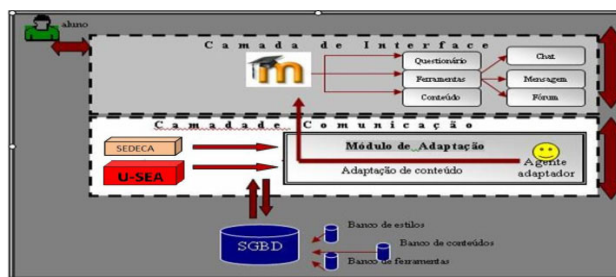 aluno
Camada de Interface
Questionário
Ferramentas
Conteúdo
Chat
Mensagem
Fórum
Camada de Comunicação
SEDECA
U-SEA
Módulo de Adaptação
Adaptação de conteúdo
Agente
adaptador
SGBD
Banco de estilos
Banco de conteúdos
Banco de ferramentas